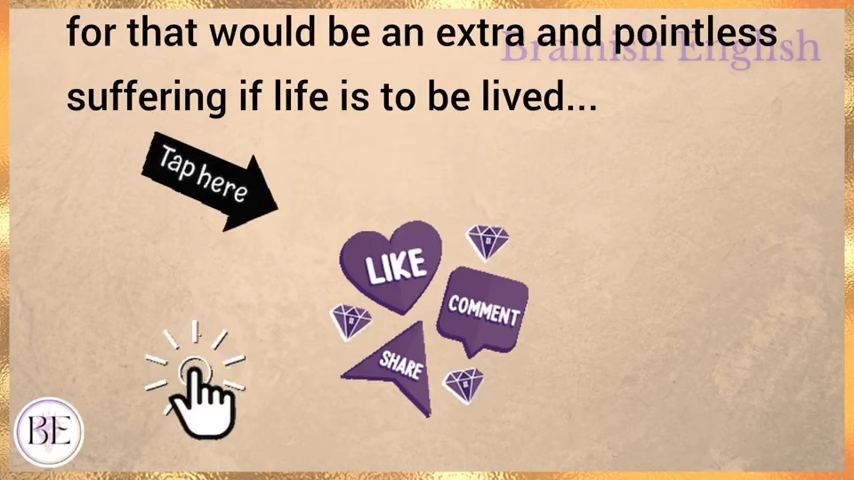 for that would be an extra and pointless
Brainish English
suffering if life is to be lived...
Tap here
LIKE
COMMENT
SHARE
BE